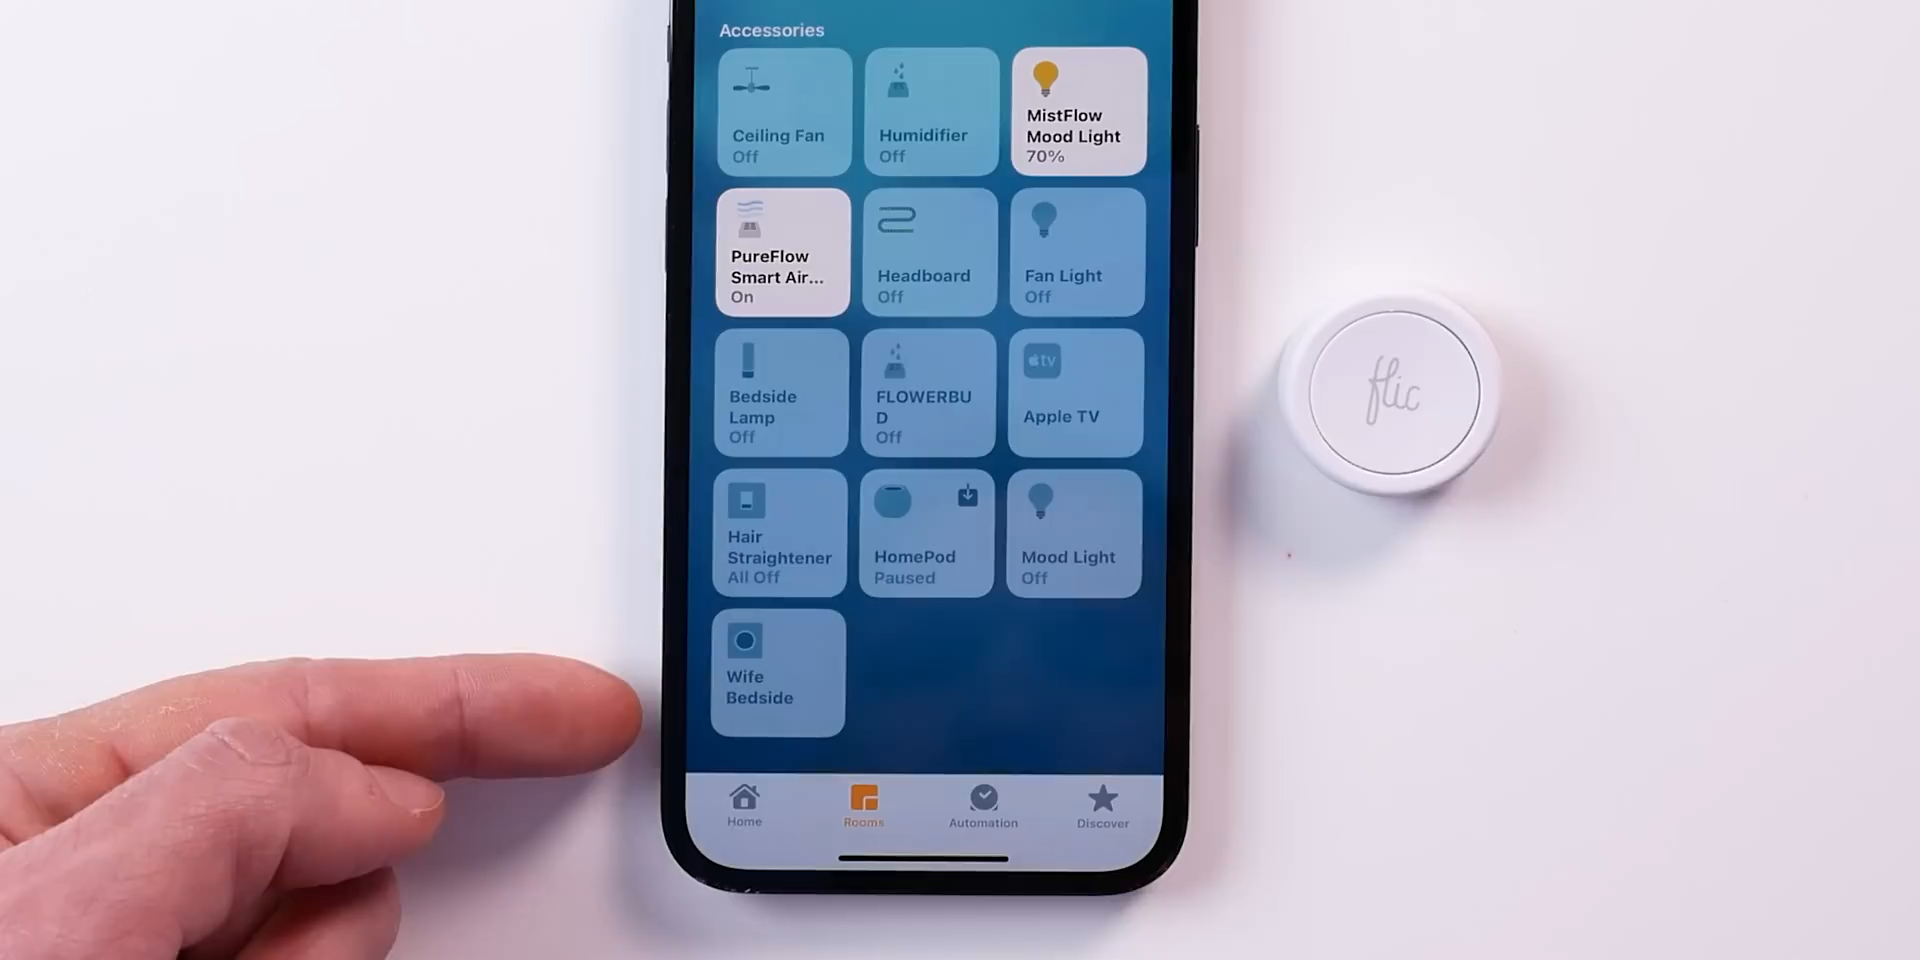 Accessories
Ceiling Fan
Off
Humidifier
Off
MistFlow
Mood Light
70%
PureFlow
Smart Air...
On
Headboard
Off
Fan Light
Off
Bedside
Lamp
Off
FLOWERBU
D
Off
tv
Apple TV
Hair
Straightener
All Off
HomePod
Paused
Mood Light
Off
Wife
Bedside
Home
Rooms
Automation
Discover
flic